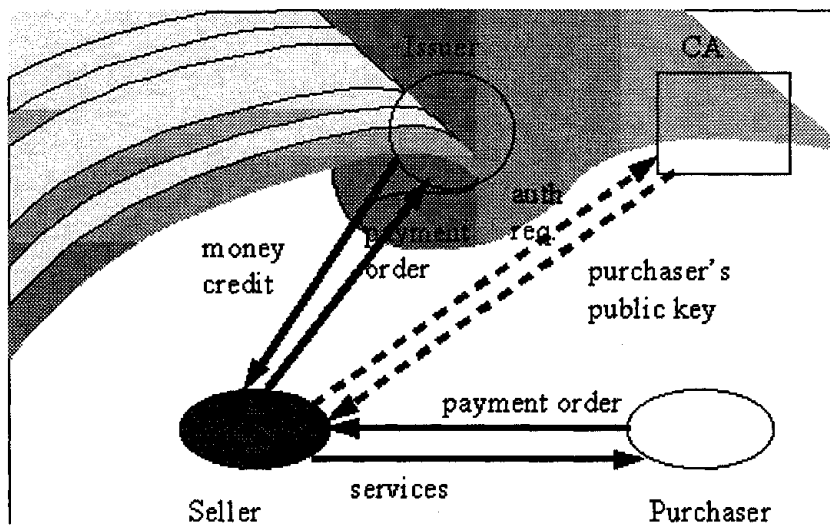 Issuer
CA
auth
req.
money
credit
payment
order
purchaser's
public key
payment order
services
Seller
Purchaser